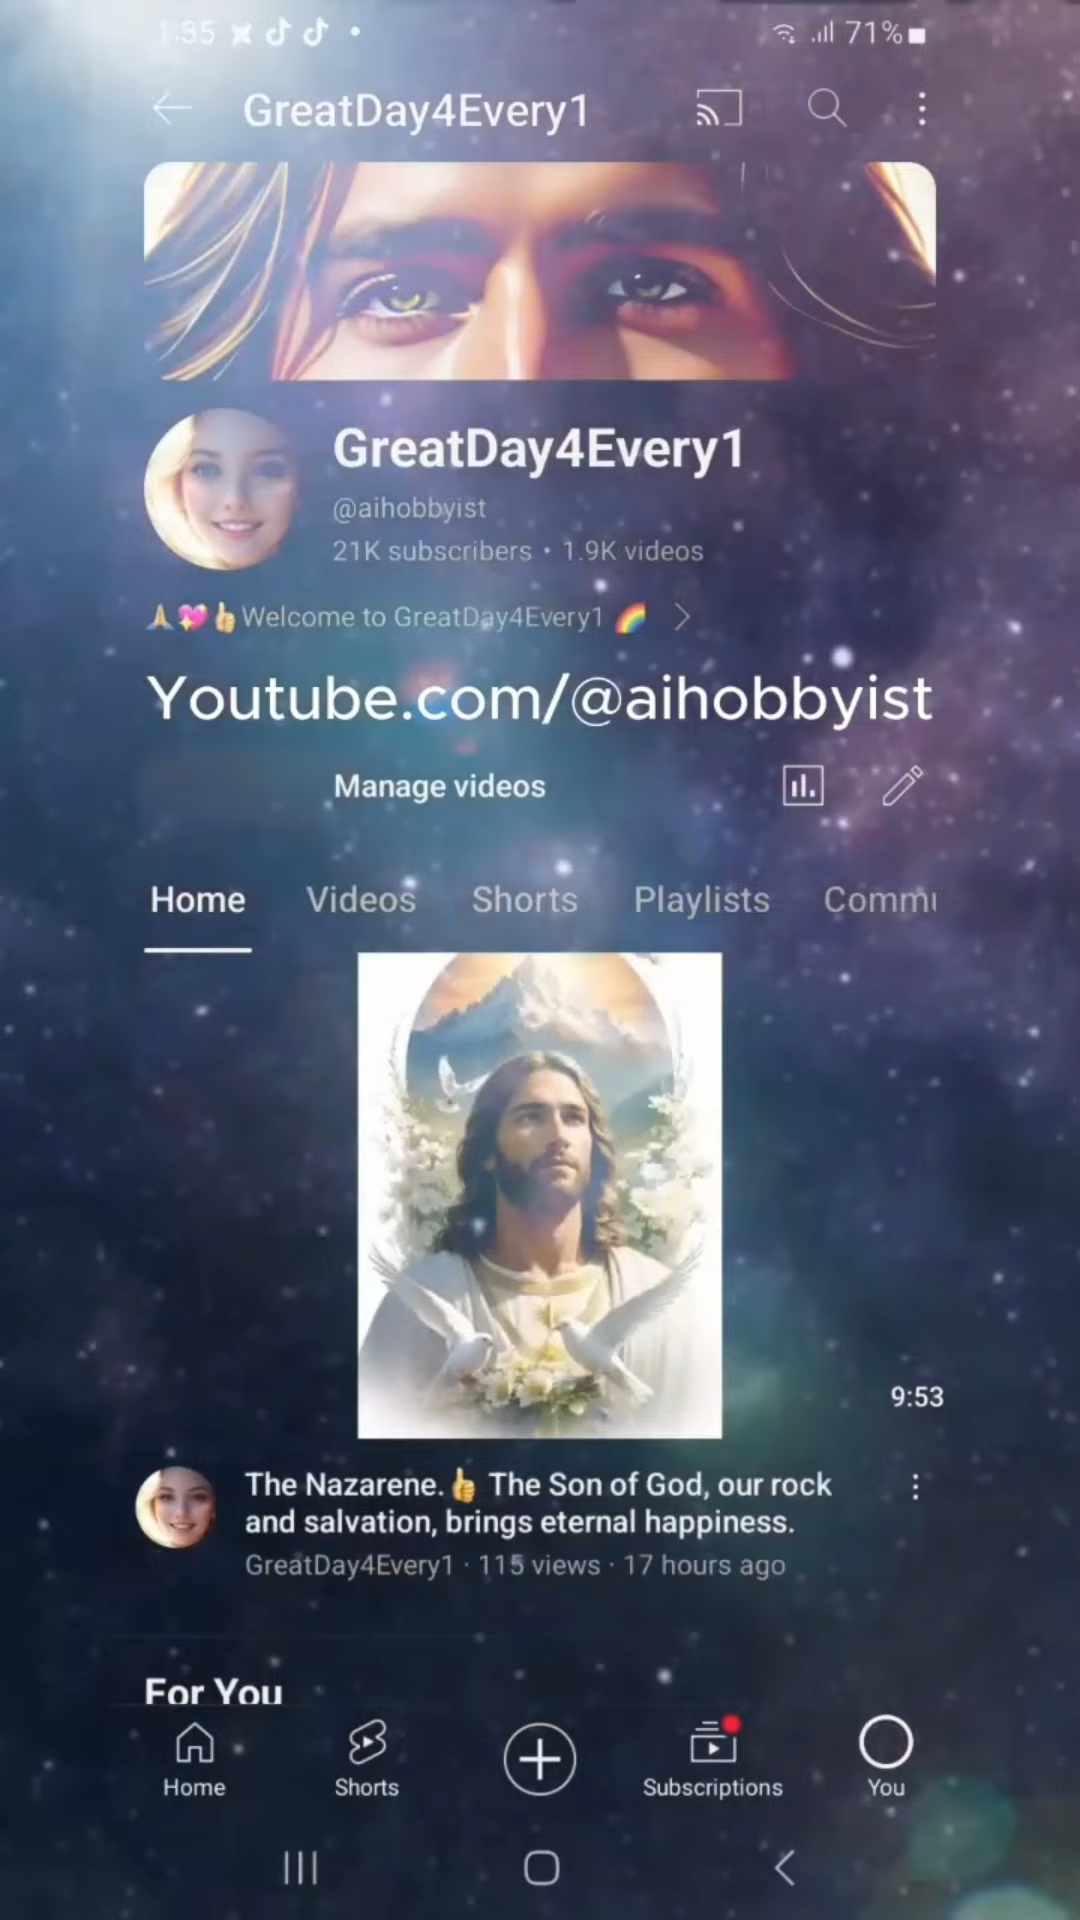 1:35 71%
GreatDay4Every1
GreatDay4Every1
@aihobbyist
21K subscribers • 1.9K videos
🙏💖👍Welcome to GreatDay4Every1 🌈
Youtube.com/@aihobbyist
Manage videos
Home Videos Shorts Playlists Commu
9:53
The Nazarene.👍 The Son of God, our rock
and salvation, brings eternal happiness.
GreatDay4Every1 · 115 views · 17 hours ago
For You
Home Shorts Subscriptions You